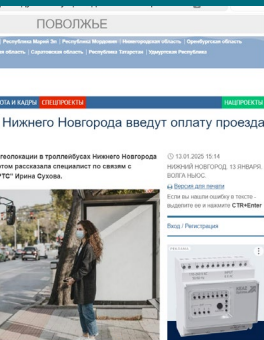 ПОВОЛЖЬЕ
Республика Марий Эл | Республика Мордовия | Нижегородская область | Оренбургская область
область | Саратовская область | Республика Татарстан | Удмуртская Республика
ОТА И КАДРЫ СПЕЦПРОЕКТЫ НАЦПРОЕКТЫ
Нижнего Новгорода введут оплату проезда
геолокации в троллейбусах Нижнего Новгорода
этом рассказала специалист по связям с
РТС" Ирина Сухова.
13.01.2025 15:14
НИЖНИЙ НОВГОРОД. 13 ЯНВАРЯ.
ВОЛГА НЬЮС.
Версия для печати
Если вы нашли ошибку в тексте -
выделите ее и нажмите CTR+Enter
Вход / Регистрация